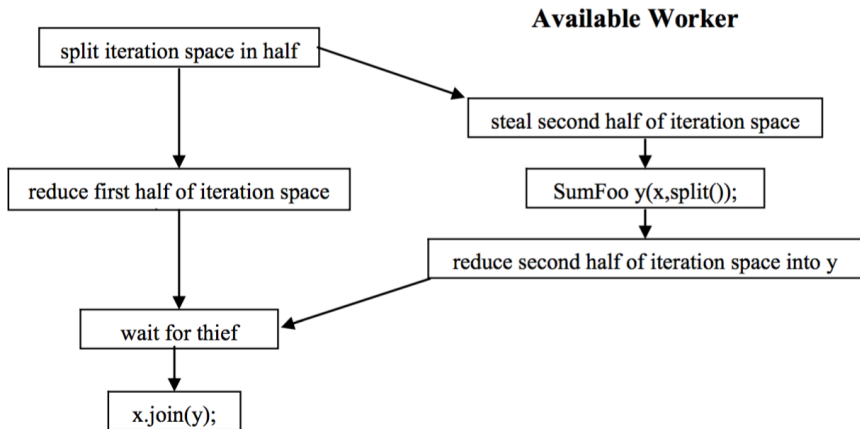 Available Worker
split iteration space in half
steal second half of iteration space
reduce first half of iteration space
SumFoo y(x,split());
reduce second half of iteration space into y
wait for thief
x.join(y);